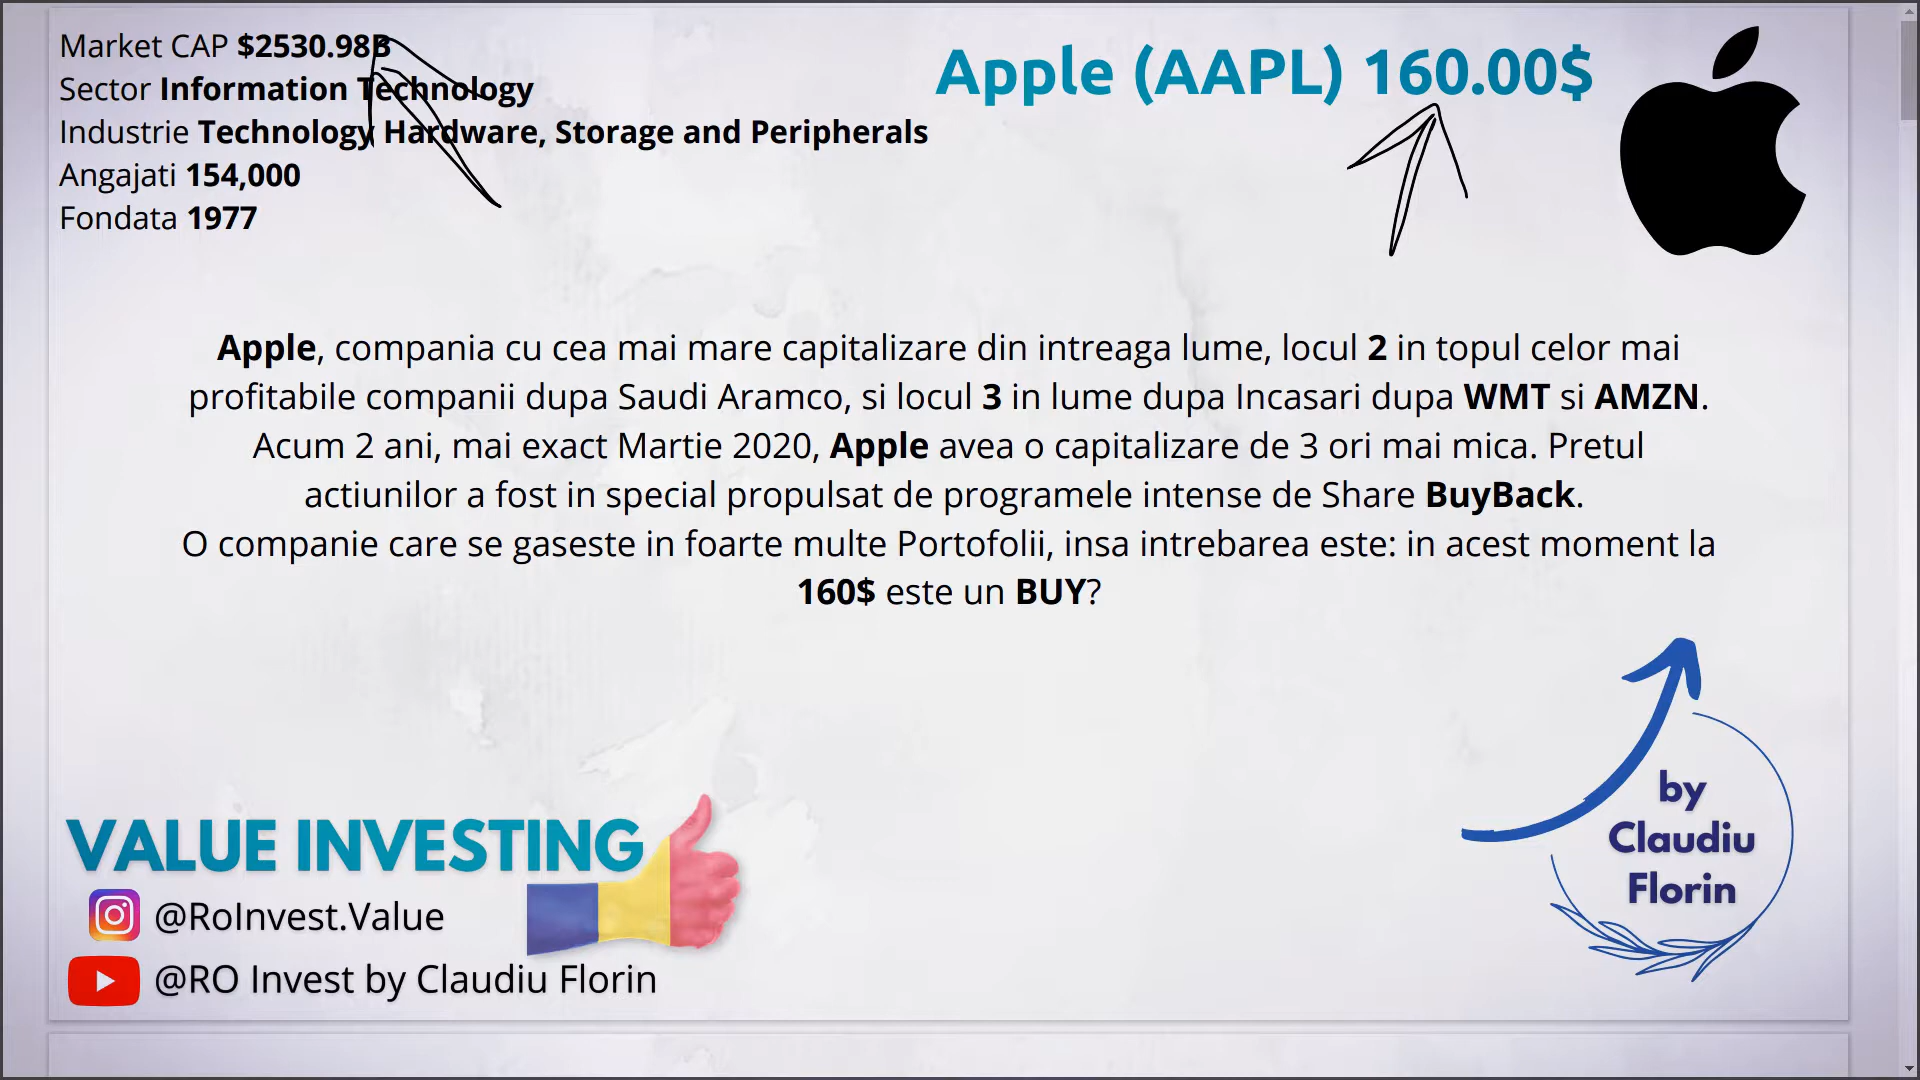 Market CAP $2530.98B
Sector Information Technology
Industrie Technology Hardware, Storage and Peripherals
Angajati 154,000
Fondata 1977
Apple (AAPL) 160.00$
Apple, compania cu cea mai mare capitalizare din intreaga lume, locul 2 in topul celor mai
profitabile companii dupa Saudi Aramco, si locul 3 in lume dupa Incasari dupa WMT si AMZN.
Acum 2 ani, mai exact Martie 2020, Apple avea o capitalizare de 3 ori mai mica. Pretul
actiunilor a fost in special propulsat de programele intense de Share BuyBack.
O companie care se gaseste in foarte multe Portofolii, insa intrebarea este: in acest moment la
160$ este un BUY?
VALUE INVESTING
@RoInvest.Value
@RO Invest by Claudiu Florin
by
Claudiu
Florin